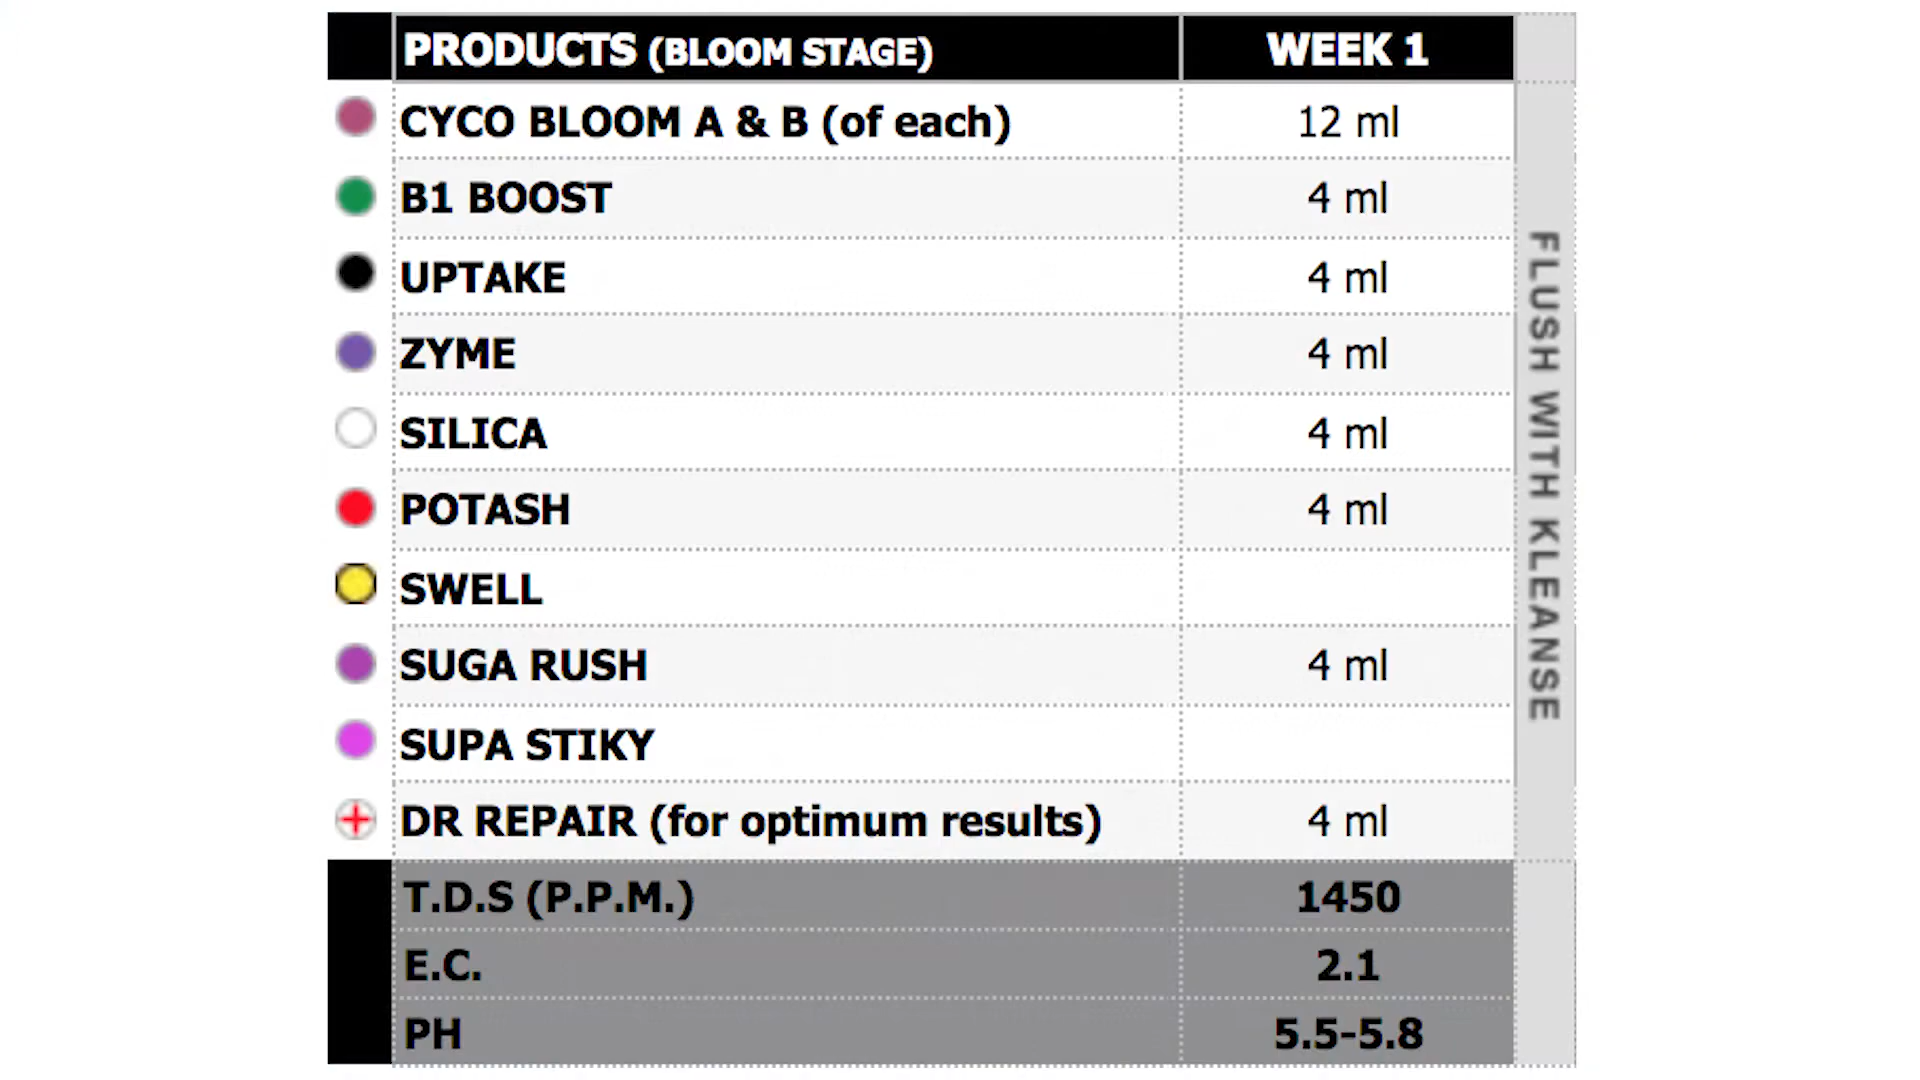 PRODUCTS (BLOOM STAGE) WEEK 1
CYCO BLOOM A & B (of each) 12 ml
B1 BOOST 4 ml
UPTAKE 4 ml
ZYME 4 ml
SILICA 4 ml
POTASH 4 ml
SWELL
SUGA RUSH 4 ml
SUPA STIKY
DR REPAIR (for optimum results) 4 ml
T.D.S (P.P.M.) 1450
E.C. 2.1
PH 5.5-5.8
FLUSH WITH KLEANSE